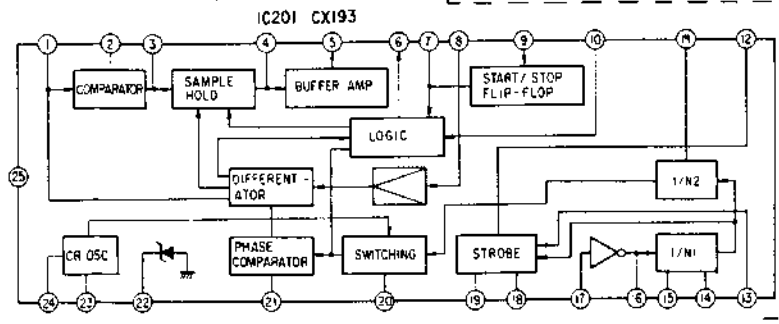 IC201 CX193
1 2 3 4 5 6 7 8 9 10 11 12
COMPARATOR
SAMPLE
HOLD
BUFFER AMP
START/STOP
FLIP-FLOP
LOGIC
25
DIFFERENT-
ATOR
1/N2
CR OSC
PHASE
COMPARATOR
SWITCHING
STROBE
1/N1
24 23 22 21 20 19 18 17 16 15 14 13